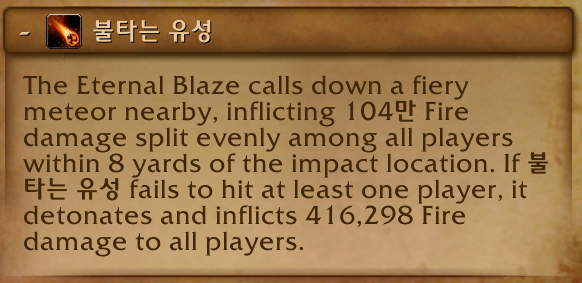 - 불타는 유성
The Eternal Blaze calls down a fiery
meteor nearby, inflicting 104만 Fire
damage split evenly among all players
within 8 yards of the impact location. If 불
타는 유성 fails to hit at least one player, it
detonates and inflicts 416,298 Fire
damage to all players.